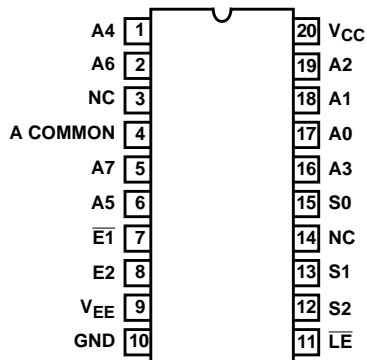 A4 1 20 VCC
A6 2 19 A2
NC 3 18 A1
A COMMON 4 17 A0
A7 5 16 A3
A5 6 15 S0
E1 7 14 NC
E2 8 13 S1
VEE 9 12 S2
GND 10 11 LE